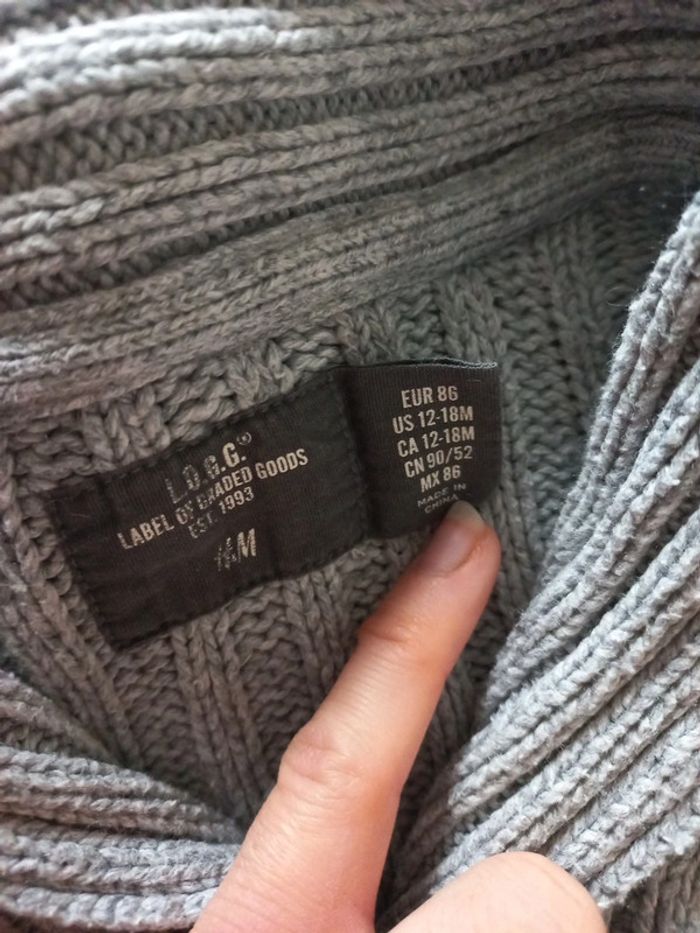 L.O.G.G.®
LABEL OF GRADED GOODS
EST. 1993
H&M
EUR 86
US 12-18M
CA 12-18M
CN 90/52
MX 86
MADE IN
CHINA